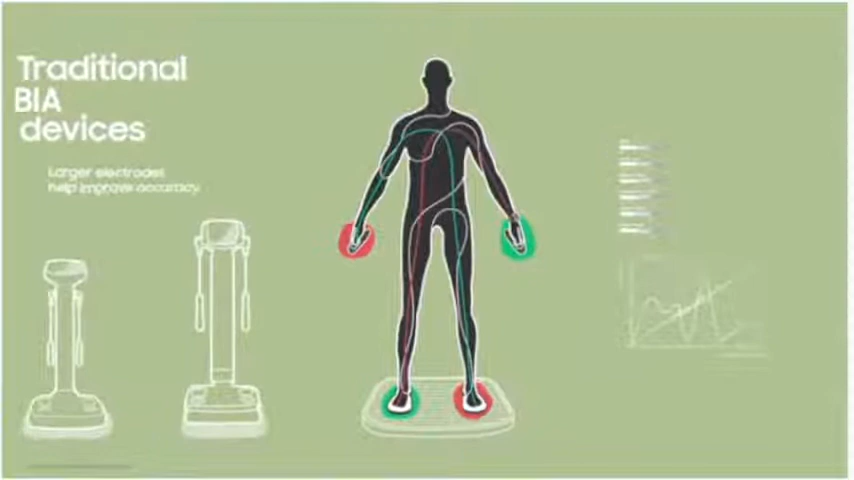 Traditional
BIA
devices
Larger electrodes
help improve accuracy